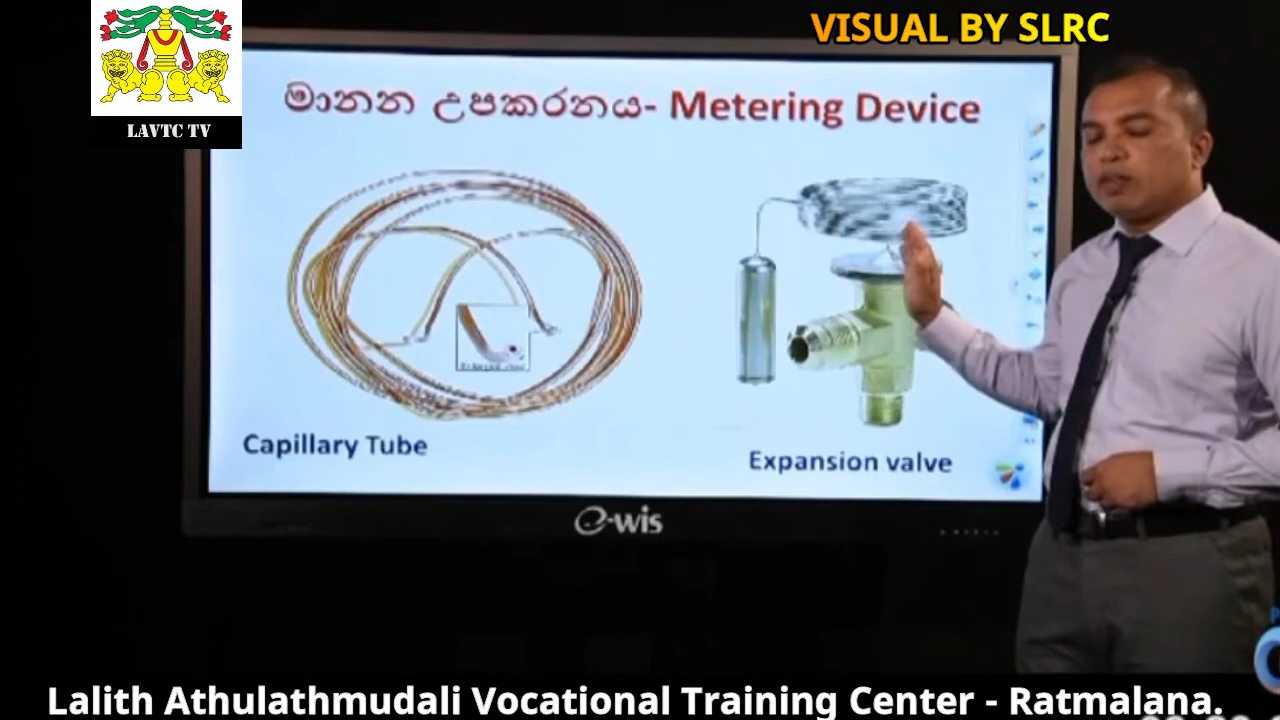 VISUAL BY SLRC
LAVTC TV
මානන උපකරනය- Metering Device
Capillary Tube
Expansion valve
e-wis
Lalith Athulathmudali Vocational Training Center - Ratmalana.